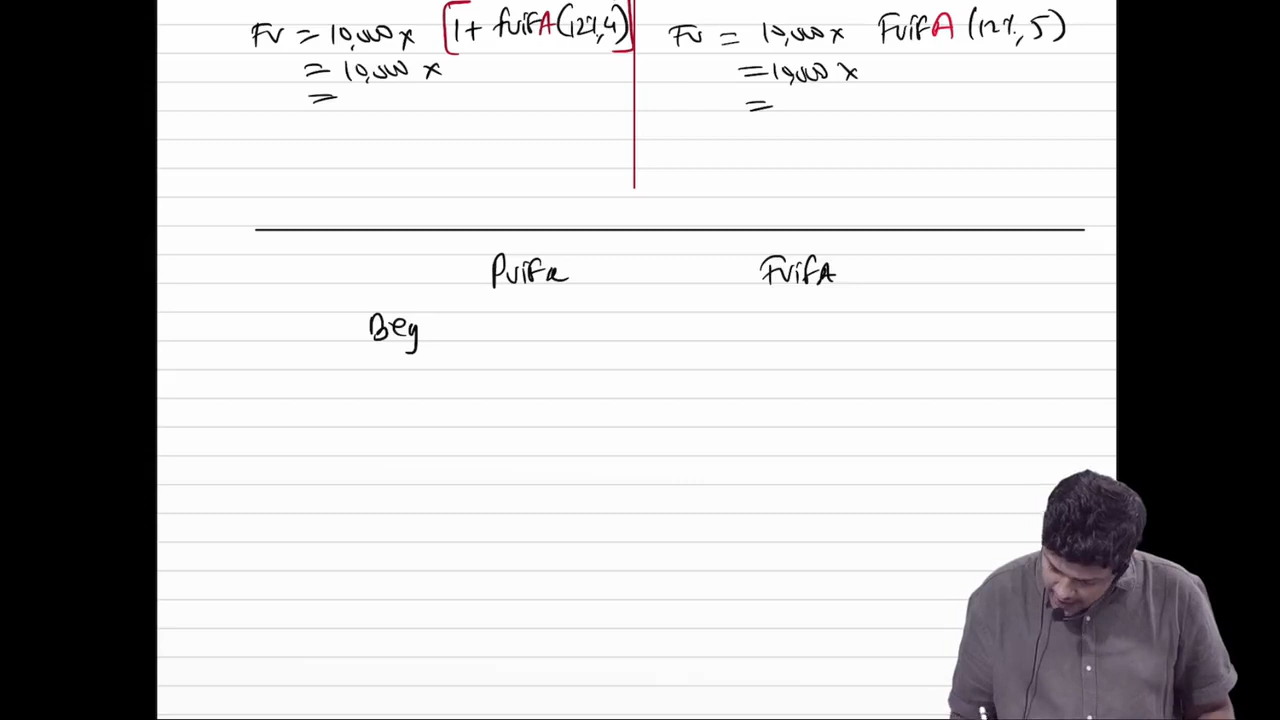 FV = 10,000 x [1 + fvifA(12%,4)]
= 10,000 x
=
FV = 10,000 x FvifA (12%, 5)
= 10,000 x
=
Pvifa FvifA
Beg